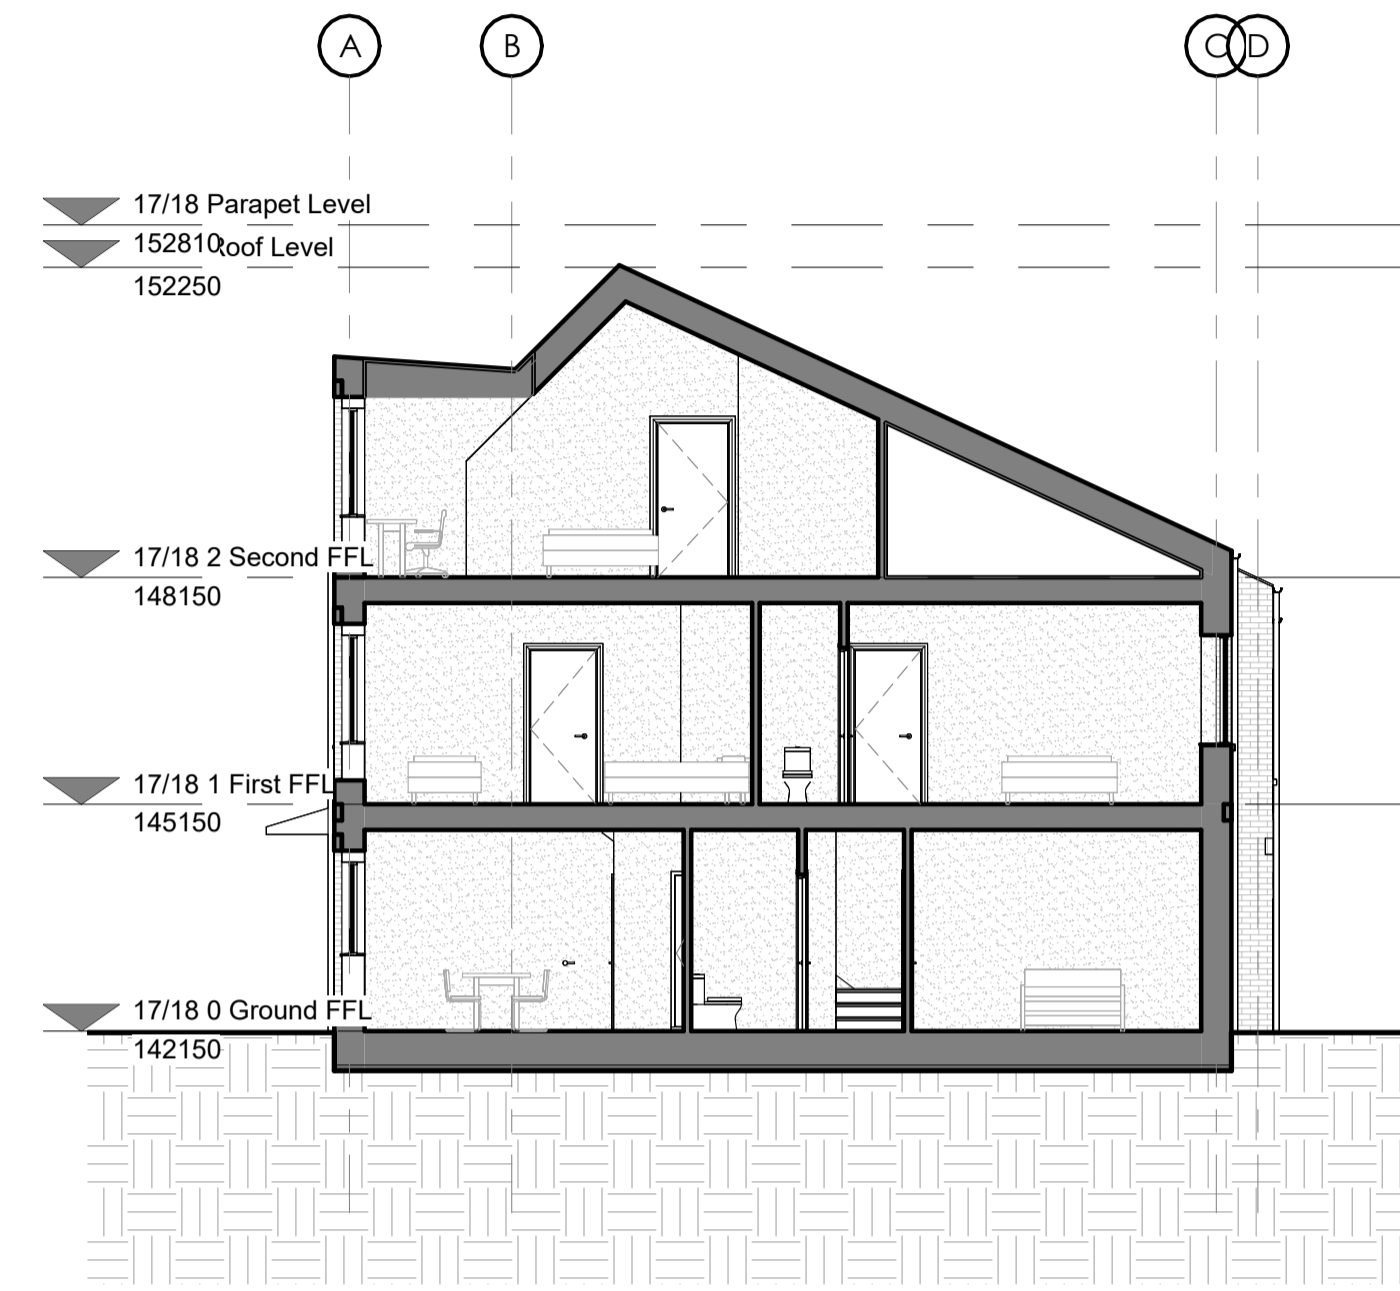 A B C D
17/18 Parapet Level
152810
Roof Level
152250
17/18 2 Second FFL
148150
17/18 1 First FFL
145150
17/18 0 Ground FFL
142150